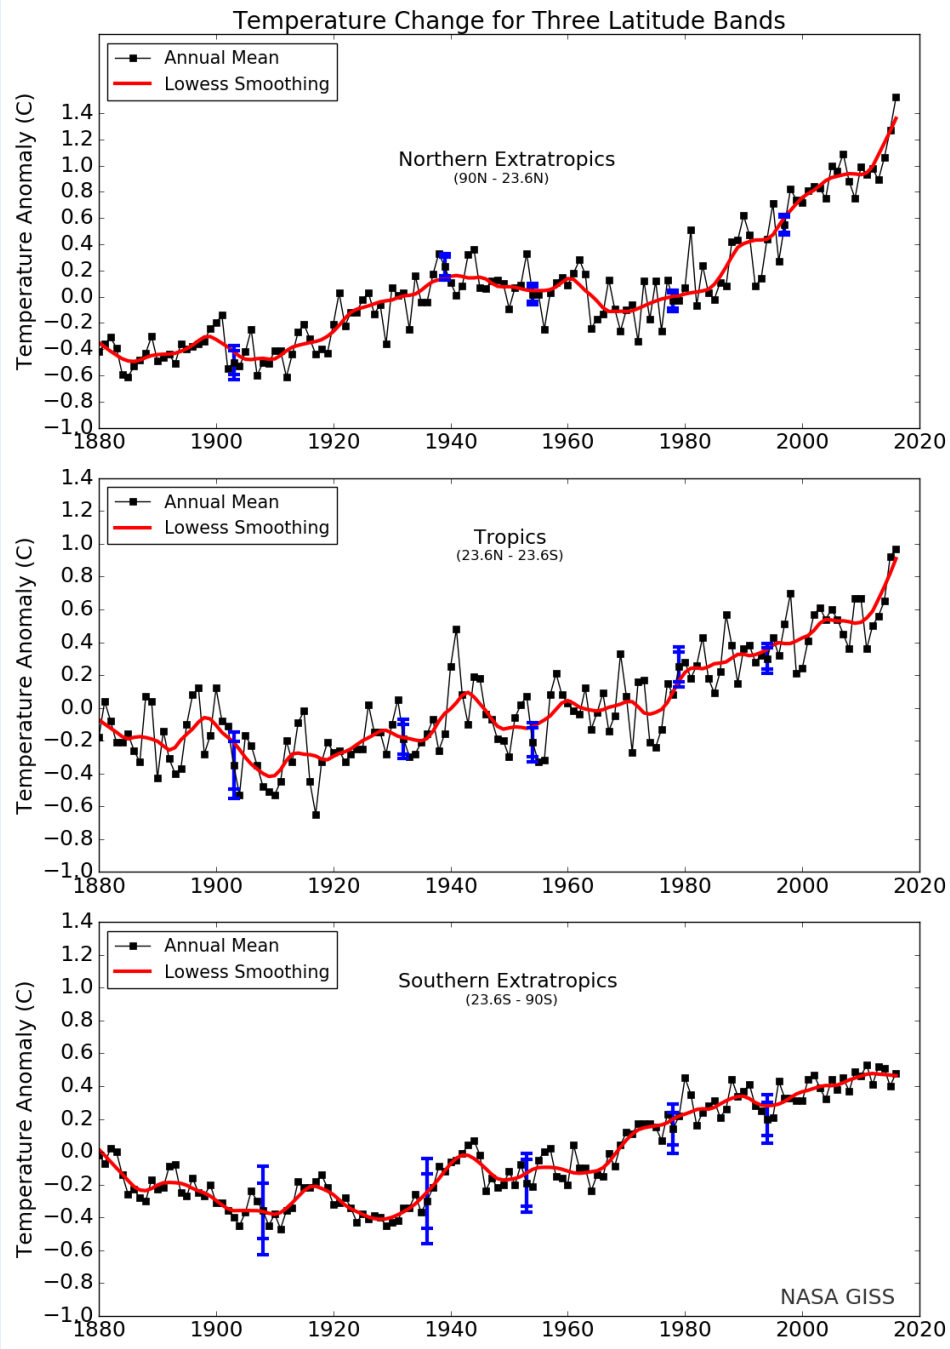 Temperature Change for Three Latitude Bands
Annual Mean
Lowess Smoothing
Northern Extratropics
(90N - 23.6N)
Temperature Anomaly (C)
1.4
1.2
1.0
0.8
0.6
0.4
0.2
0.0
−0.2
−0.4
−0.6
−0.8
−1.0
1880 1900 1920 1940 1960 1980 2000 2020
Annual Mean
Lowess Smoothing
Tropics
(23.6N - 23.6S)
Temperature Anomaly (C)
1.4
1.0
0.8
0.6
0.4
0.2
0.0
−0.2
−0.4
−0.6
−0.8
−1.0
1880 1900 1920 1940 1960 1980 2000 2020
Annual Mean
Lowess Smoothing
Southern Extratropics
(23.6S - 90S)
Temperature Anomaly (C)
1.4
1.0
0.8
0.6
0.4
0.2
0.0
−0.2
−0.4
−0.6
−0.8
−1.0
NASA GISS
1880 1900 1920 1940 1960 1980 2000 2020